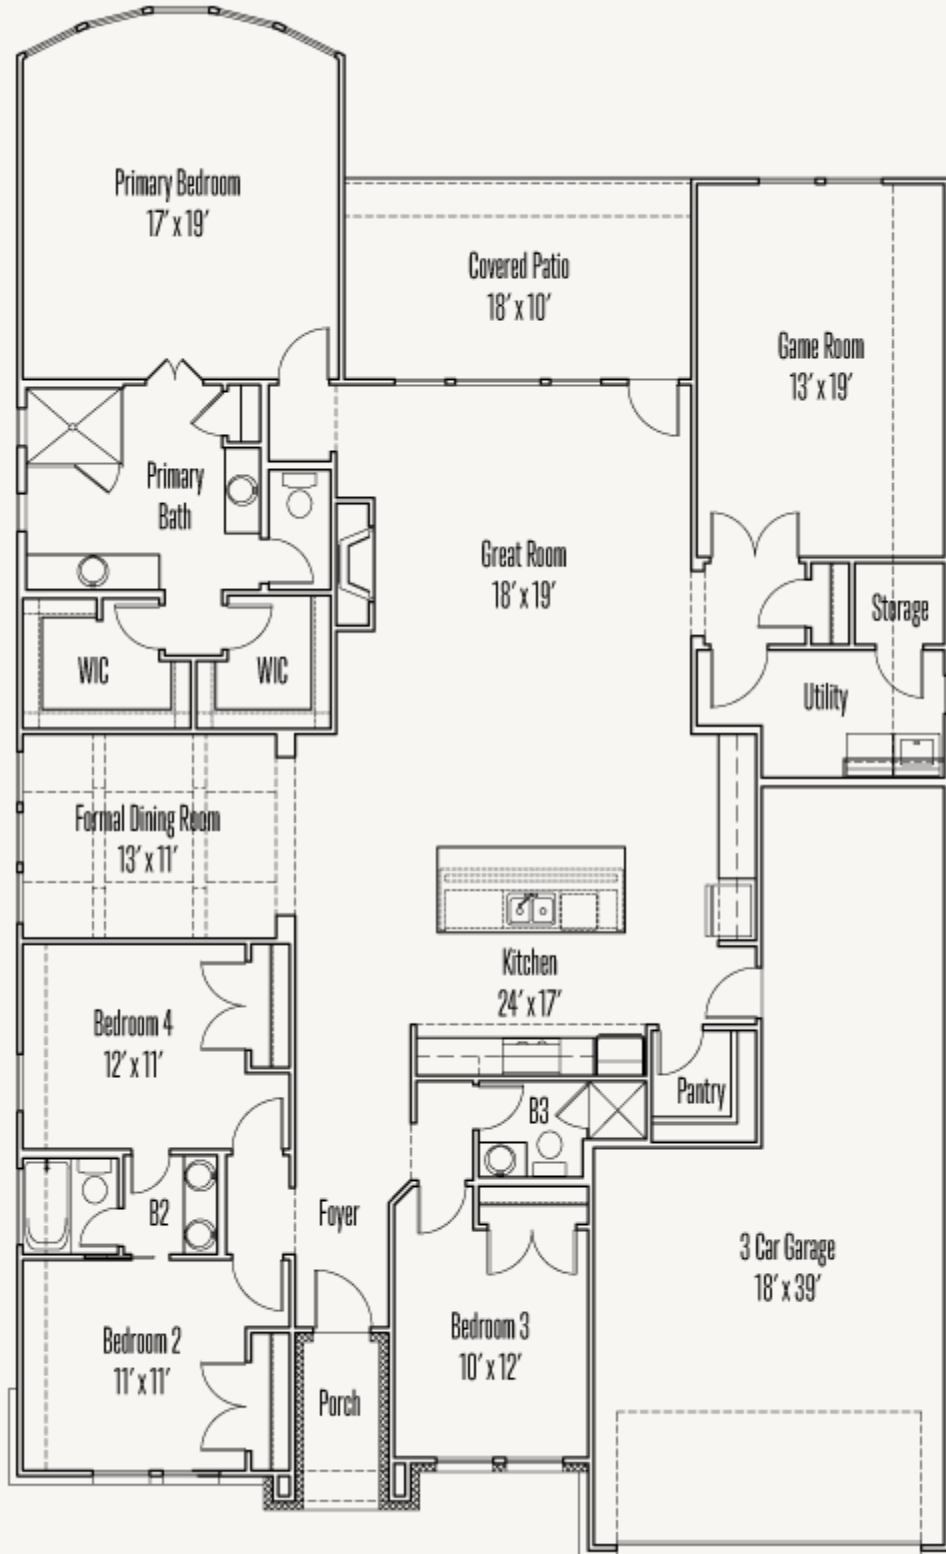 Primary Bedroom
17' x 19'
Covered Patio
18' x 10'
Game Room
13' x 19'
Primary
Bath
Great Room
18' x 19'
Storage
WIC
WIC
Utility
Formal Dining Room
13' x 11'
Kitchen
24' x 17'
Bedroom 4
12' x 11'
Pantry
B3
B2
Foyer
3 Car Garage
18' x 39'
Bedroom 3
10' x 12'
Bedroom 2
11' x 11'
Porch